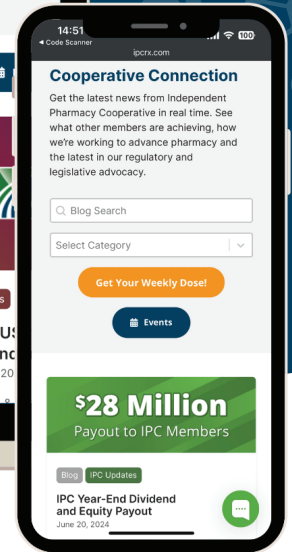 14:51
100
Code Scanner
ipcrx.com
Cooperative Connection
Get the latest news from Independent
Pharmacy Cooperative in real time. See
what other members are achieving, how
we're working to advance pharmacy and
the latest in our regulatory and
legislative advocacy.
Blog Search
Select Category
Get Your Weekly Dose!
Events
$28 Million
Payout to IPC Members
Blog
IPC Updates
IPC Year-End Dividend
and Equity Payout
June 20, 2024